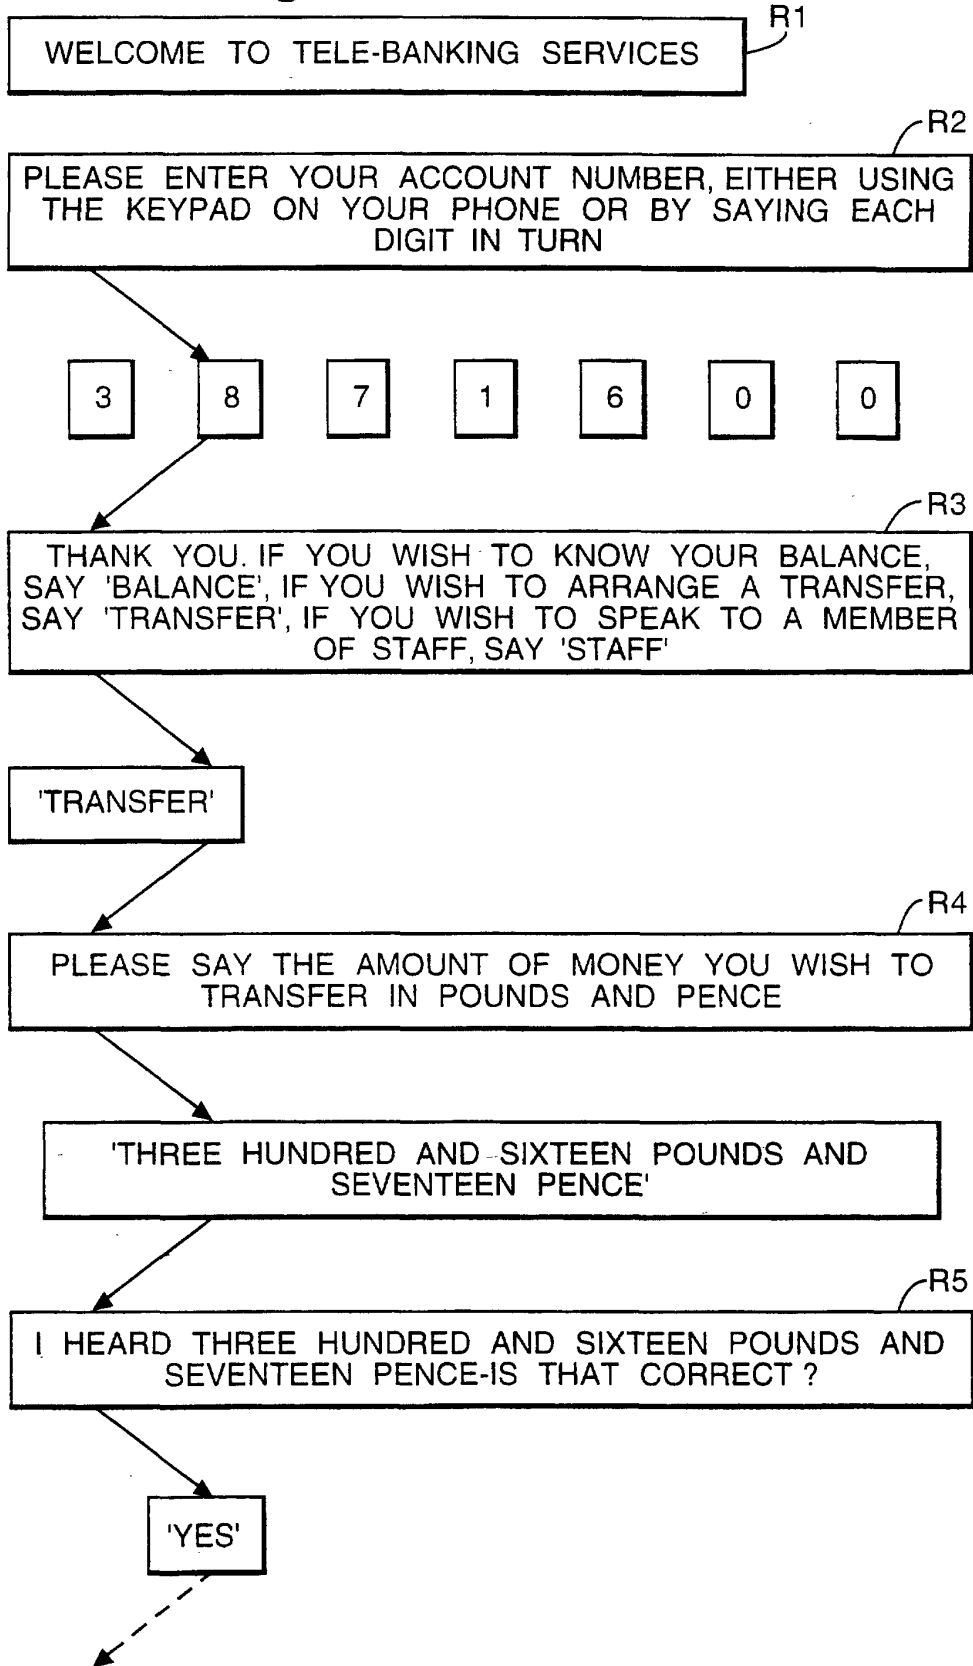 R1
WELCOME TO TELE-BANKING SERVICES
R2
PLEASE ENTER YOUR ACCOUNT NUMBER, EITHER USING
THE KEYPAD ON YOUR PHONE OR BY SAYING EACH
DIGIT IN TURN
3 8 7 1 6 0 0
R3
THANK YOU. IF YOU WISH TO KNOW YOUR BALANCE,
SAY 'BALANCE', IF YOU WISH TO ARRANGE A TRANSFER,
SAY 'TRANSFER', IF YOU WISH TO SPEAK TO A MEMBER
OF STAFF, SAY 'STAFF'
'TRANSFER'
R4
PLEASE SAY THE AMOUNT OF MONEY YOU WISH TO
TRANSFER IN POUNDS AND PENCE
'THREE HUNDRED AND SIXTEEN POUNDS AND
SEVENTEEN PENCE'
R5
I HEARD THREE HUNDRED AND SIXTEEN POUNDS AND
SEVENTEEN PENCE-IS THAT CORRECT ?
'YES'